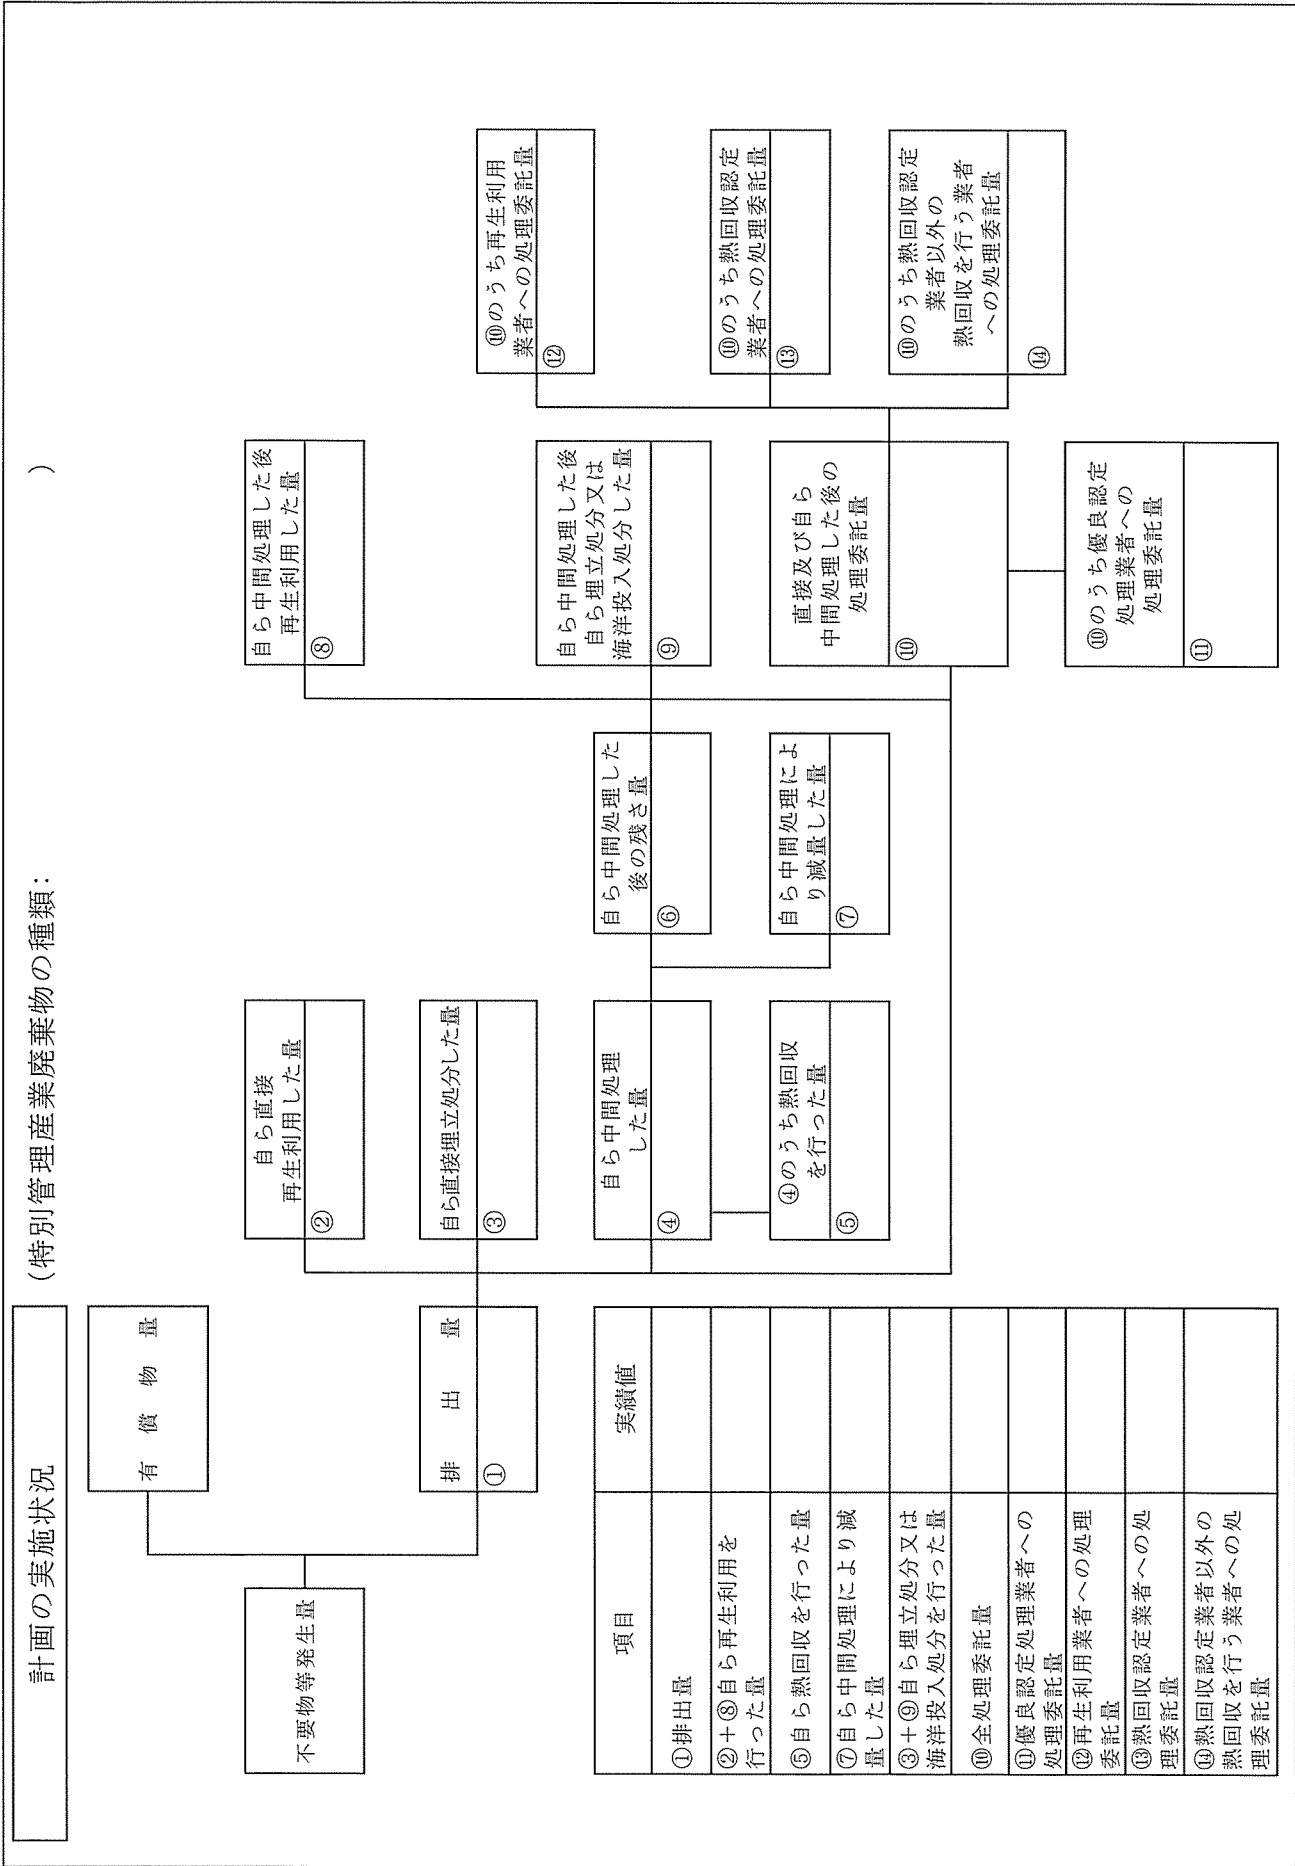 計画の実施状況
(特別管理産業廃棄物の種類: )
不要物等発生量
有償物量
排出量
①
自ら直接
再生利用した量
②
自ら直接埋立処分した量
③
自ら中間処理
した量
④
④のうち熱回収
を行った量
⑤
自ら中間処理した
後の残さ量
⑥
自ら中間処理によ
り減量した量
⑦
自ら中間処理した後
再生利用した量
⑧
自ら中間処理した後
自ら埋立処分又は
海洋投入処分した量
⑨
直接及び自ら
中間処理した後の
処理委託量
⑩
⑩のうち優良認定
処理業者への
処理委託量
⑪
⑩のうち再生利用
業者への処理委託量
⑫
⑩のうち熱回収認定
業者への処理委託量
⑬
⑩のうち熱回収認定
業者以外の
熱回収を行う業者
への処理委託量
⑭
項目
実績値
①排出量
②+⑧自ら再生利用を
行った量
⑤自ら熱回収を行った量
⑦自ら中間処理により減
量した量
③+⑨自ら埋立処分又は
海洋投入処分を行った量
⑩全処理委託量
⑪優良認定処理業者への
処理委託量
⑫再生利用業者への処理
委託量
⑬熱回収認定業者への処
理委託量
⑭熱回収認定業者以外の
熱回収を行う業者への処
理委託量